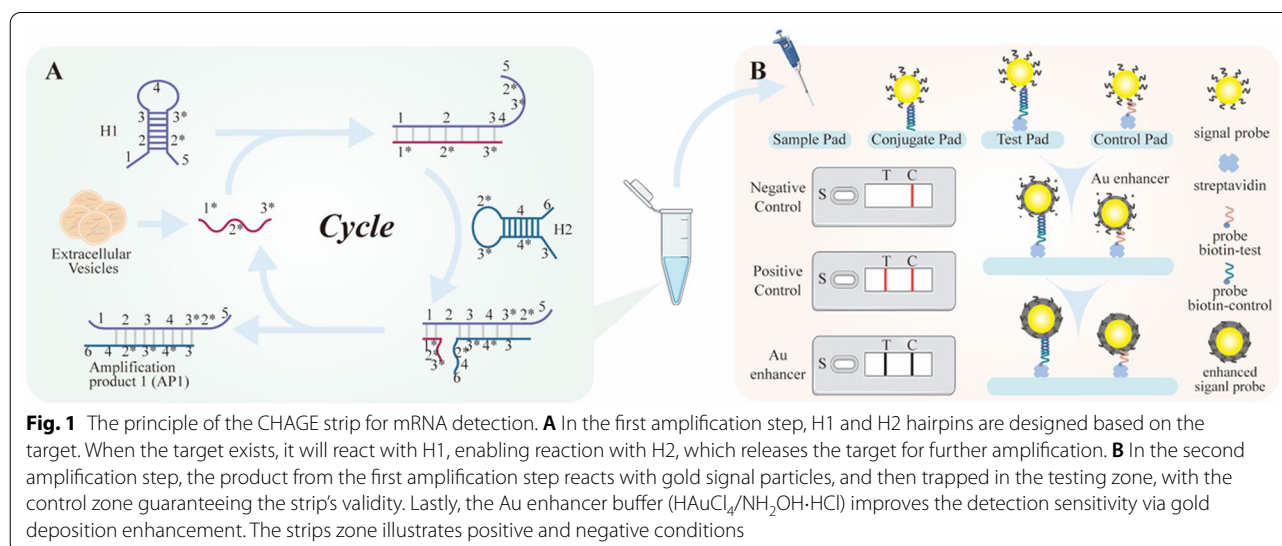 A
4
3 3*
H1
2 2*
1 5
5
2*
3*
1 2 3 4
1* 2* 3*
1* 3*
2*
Cycle
Extracellular
Vesicles
2* 4 6
H2
4*
3* 3
1 2 3 4 3* 2* 5
6 4 2* 3* 4* 3
Amplification
product 1 (AP1)
1 2 3 4 3* 2* 5
1* 2* 3* 4* 3
2* 4
3* 6
B
Sample Pad Conjugate Pad Test Pad Control Pad
signal probe
Negative
Control
S T C
Au enhancer
streptavidin
probe
biotin-test
Positive
Control
S T C
probe
biotin-control
Au
enhancer
S T C
enhanced
siganl probe
Fig. 1 The principle of the CHAGE strip for mRNA detection. A In the first amplification step, H1 and H2 hairpins are designed based on the
target. When the target exists, it will react with H1, enabling reaction with H2, which releases the target for further amplification. B In the second
amplification step, the product from the first amplification step reacts with gold signal particles, and then trapped in the testing zone, with the
control zone guaranteeing the strip's validity. Lastly, the Au enhancer buffer (HAuCl4/NH2OH·HCl) improves the detection sensitivity via gold
deposition enhancement. The strips zone illustrates positive and negative conditions